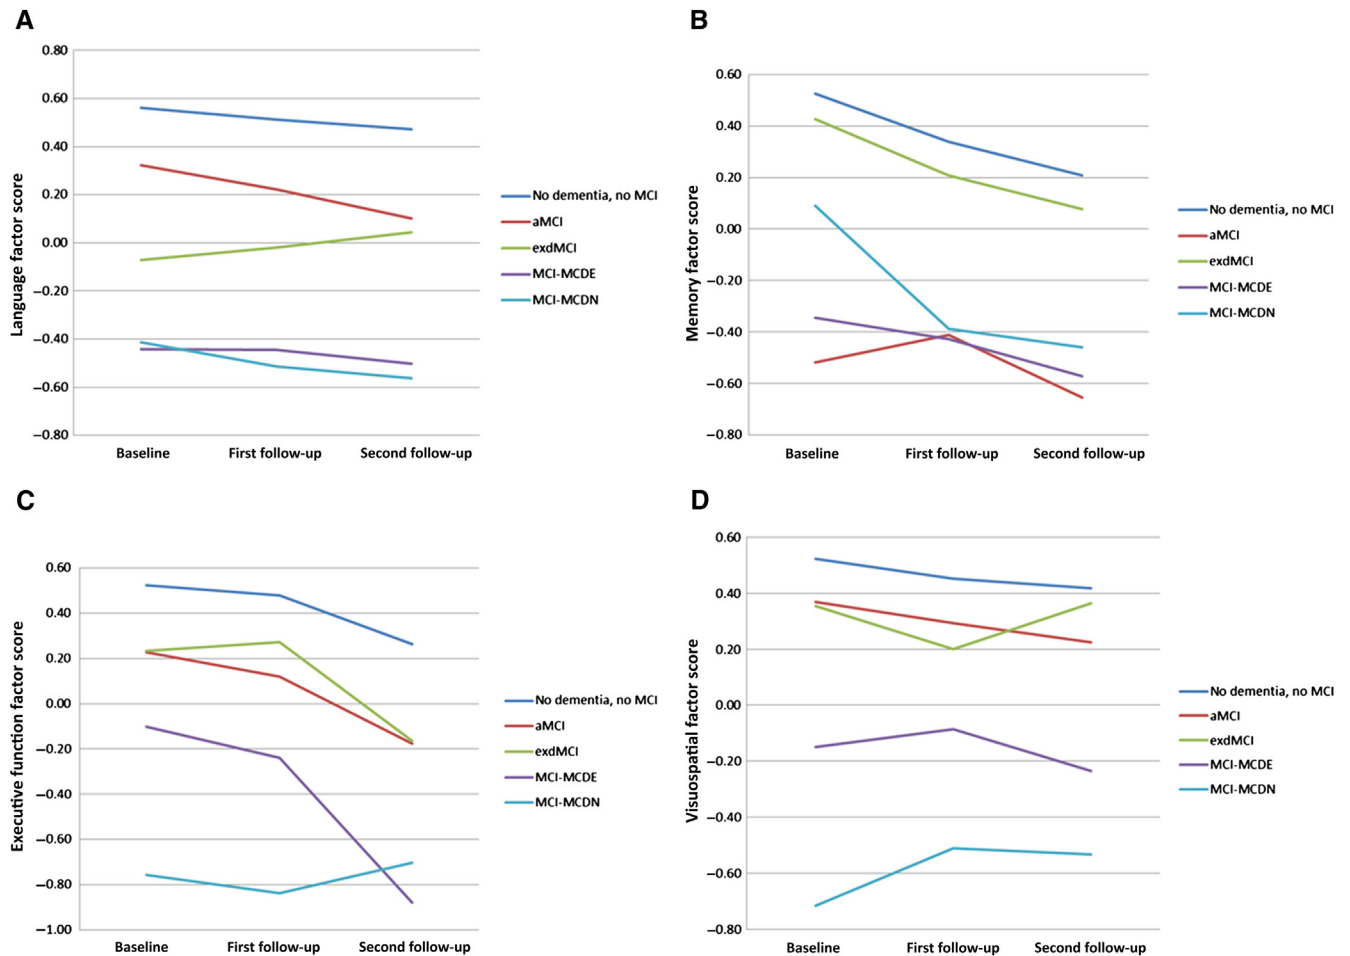 A
Language factor score
0.80
0.60
0.40
0.20
0.00
−0.20
−0.40
−0.60
−0.80
Baseline First follow-up Second follow-up
No dementia, no MCI
aMCI
exdMCI
MCI-MCDE
MCI-MCDN
B
Memory factor score
0.60
0.40
0.20
0.00
−0.20
−0.40
−0.60
−0.80
Baseline First follow-up Second follow-up
No dementia, no MCI
aMCI
exdMCI
MCI-MCDE
MCI-MCDN
C
Executive function factor score
0.60
0.40
0.20
0.00
−0.20
−0.40
−0.60
−0.80
−1.00
Baseline First follow-up Second follow-up
No dementia, no MCI
aMCI
exdMCI
MCI-MCDE
MCI-MCDN
D
Visuospatial factor score
0.60
0.40
0.20
0.00
−0.20
−0.40
−0.60
−0.80
Baseline First follow-up Second follow-up
No dementia, no MCI
aMCI
exdMCI
MCI-MCDE
MCI-MCDN